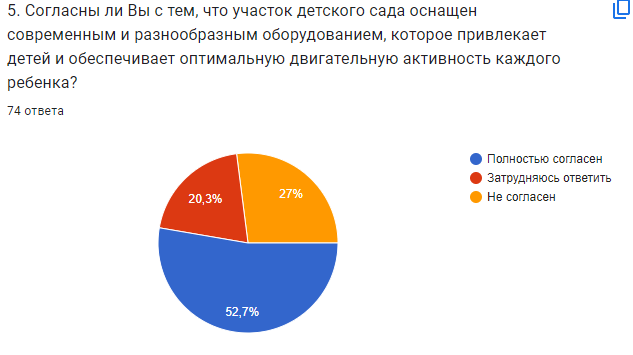 5. Согласны ли Вы с тем, что участок детского сада оснащен
современным и разнообразным оборудованием, которое привлекает
детей и обеспечивает оптимальную двигательную активность каждого
ребенка?
74 ответа
Полностью согласен
Затрудняюсь ответить
Не согласен
27%
20,3%
52,7%